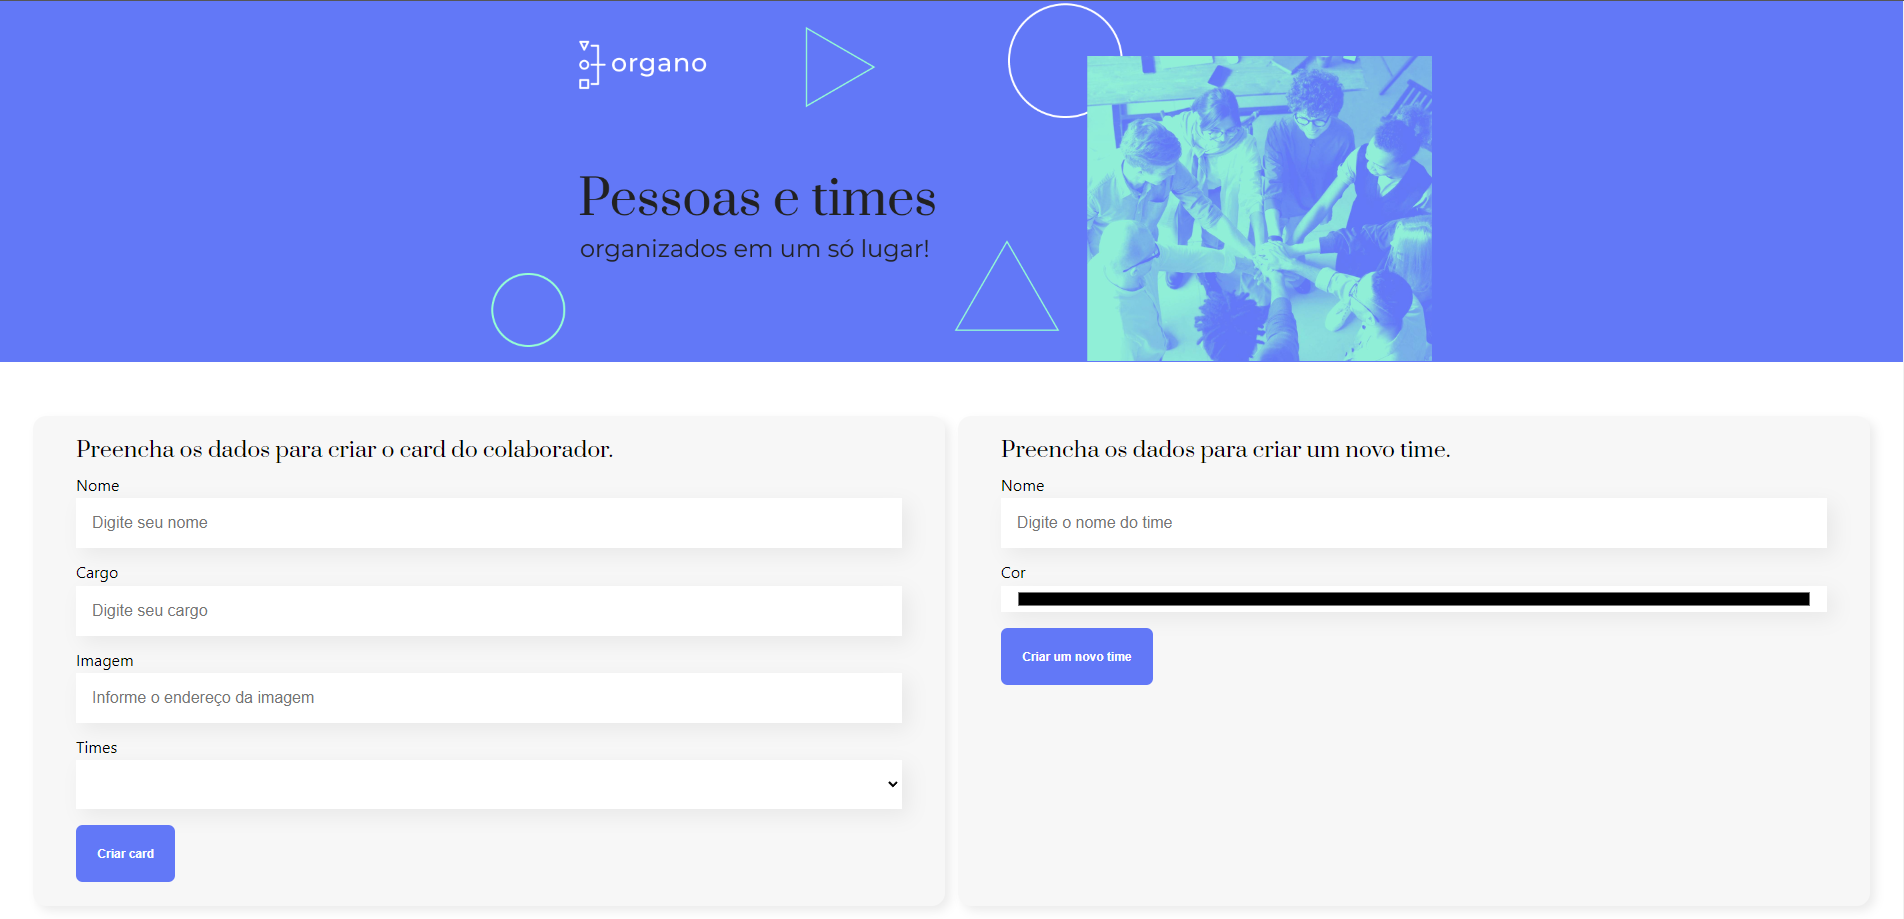 organo
Pessoas e times
organizados em um só lugar!
Preencha os dados para criar o card do colaborador.
Nome
Digite seu nome
Cargo
Digite seu cargo
Imagem
Informe o endereço da imagem
Times
Criar card
Preencha os dados para criar um novo time.
Nome
Digite o nome do time
Cor
Criar um novo time